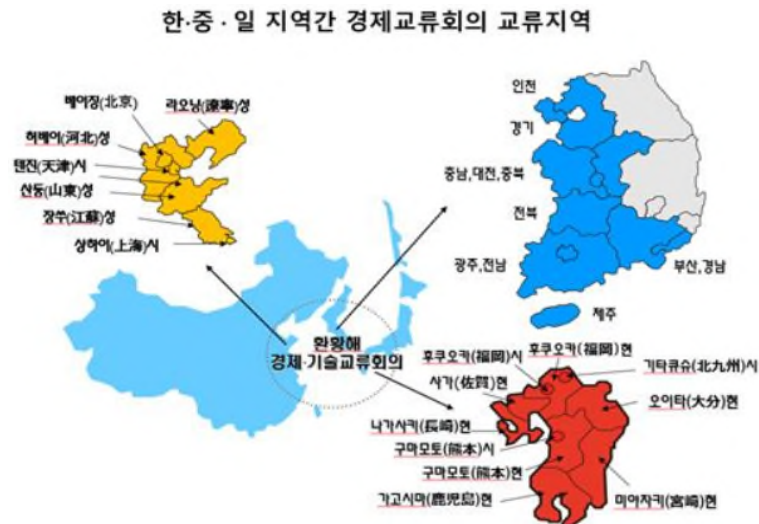 한·중·일 지역간 경제교류회의 교류지역
베이징(北京)
랴오닝(遼寧)성
허베이(河北)성
텐진(天津)시
산동(山東)성
장쑤(江蘇)성
상하이(上海)시
인천
경기
충남,대전,충북
전북
광주,전남
부산,경남
제주
환황해
경제·기술교류회의
후쿠오카(福岡)시
후쿠오카(福岡)현
기타큐슈(北九州)시
사가(佐賀)현
오이타(大分)현
나가사키(長崎)현
구마모토(熊本)시
구마모토(熊本)현
가고시마(鹿児島)현
미야자키(宮崎)현